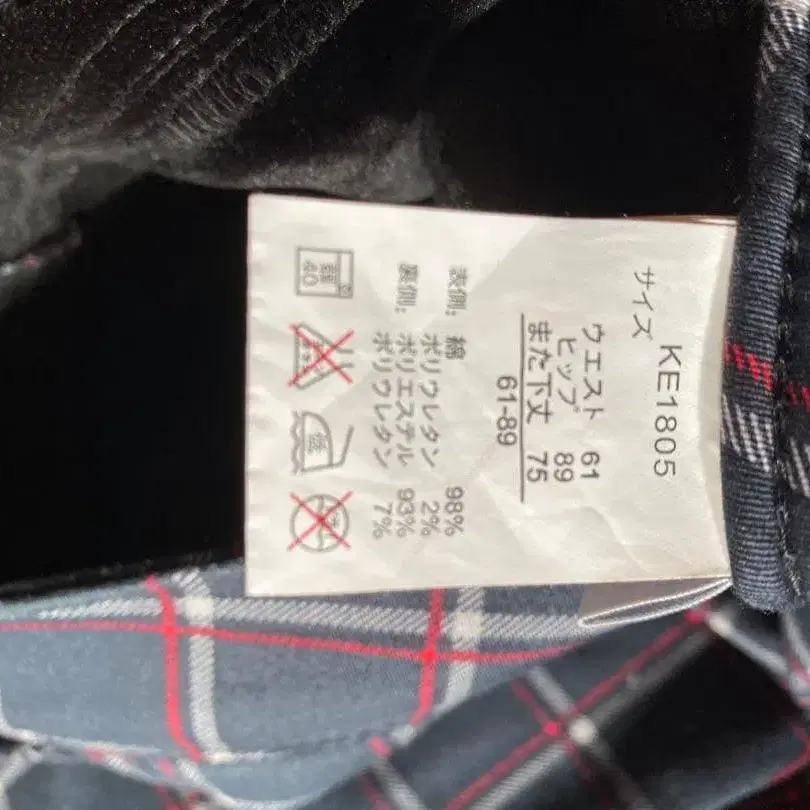 KE1805
サイズ
ウエスト 61
ヒップ 89
また下丈 75
61-89
表側: 綿 98%
ポリウレタン 2%
裏側: ポリエステル 93%
ポリウレタン 7%
40
低